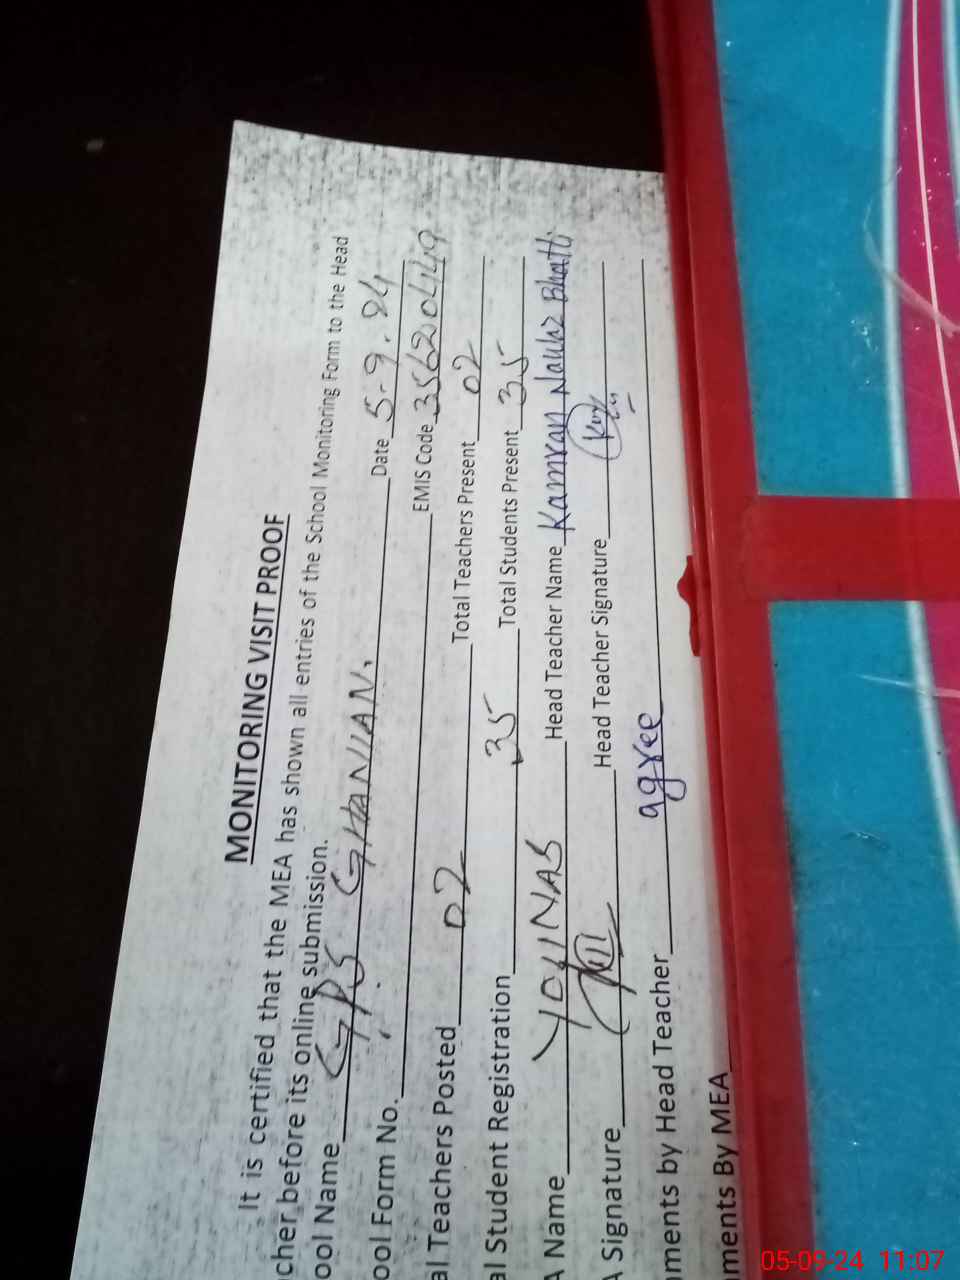 MONITORING VISIT PROOF
It is certified that the MEA has shown all entries of the School Monitoring Form to the Head
cher before its online submission.
ool Name GPS GHANIAN. Date 5-9-24
ool Form No. EMIS Code 35620449
al Teachers Posted 02 Total Teachers Present 02
al Student Registration 35 Total Students Present 35
A Name YOUNAS Head Teacher Name Kamran Nawaz Bhatti
A Signature Head Teacher Signature
ments by Head Teacher agree
ments By MEA
05-09-24 11:07